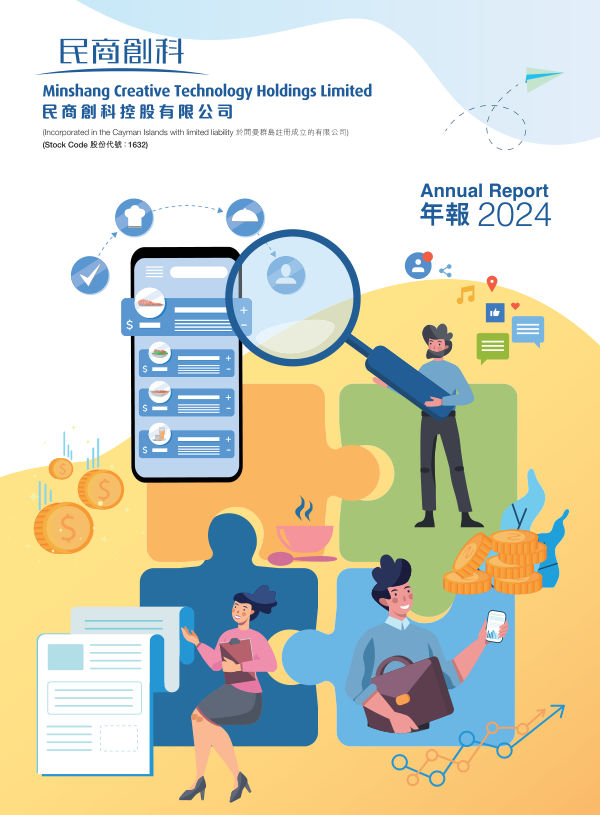 民商創科
Minshang Creative Technology Holdings Limited
民商創科控股有限公司
(Incorporated in the Cayman Islands with limited liability 於開曼群島註冊成立的有限公司)
(Stock Code 股份代號 : 1632)
Annual Report
年報 2024
$
+
-
$
+
-
$
+
-
$
+
-
$
$
$